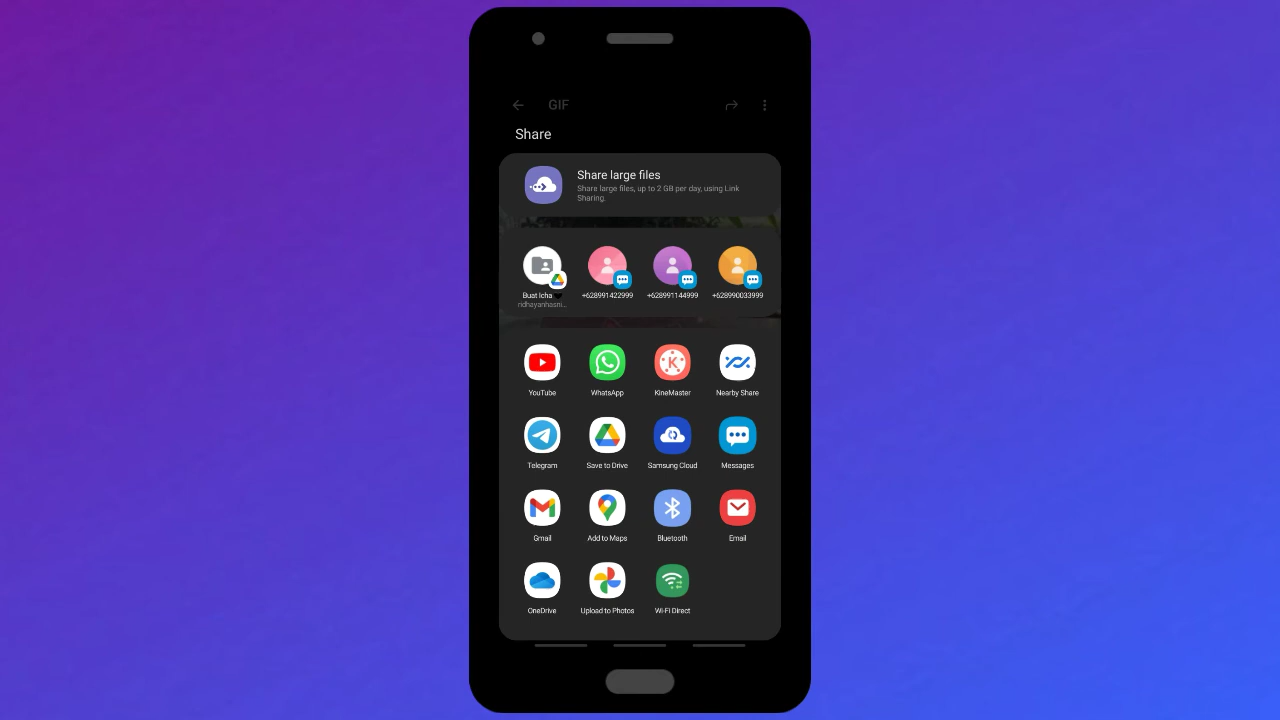 GIF
Share
Share large files
Share large files, up to 2 GB per day, using Link
Sharing.
Buat Icha
ridhayanhasni...
+628991422999
+628991144999
+628990033999
YouTube
WhatsApp
KineMaster
Nearby Share
Telegram
Save to Drive
Samsung Cloud
Messages
Gmail
Add to Maps
Bluetooth
Email
OneDrive
Upload to Photos
Wi-Fi Direct